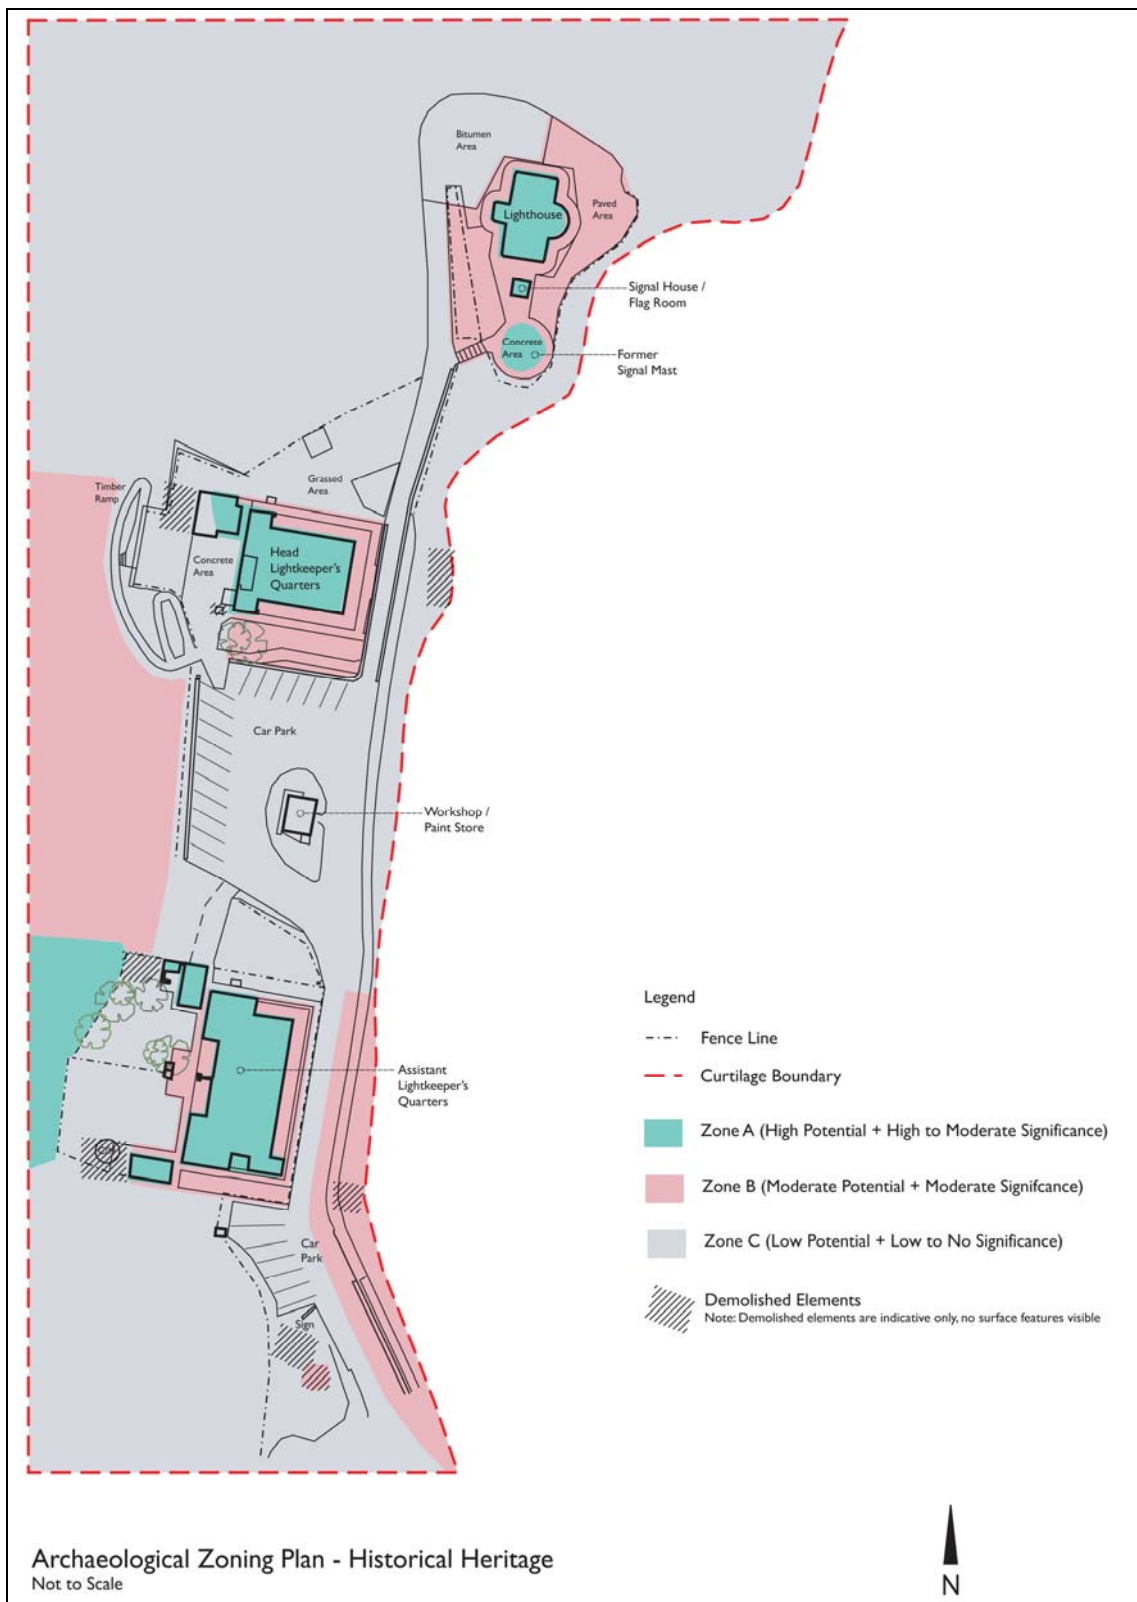 Bitumen
Area
Lighthouse
Paved
Area
Signal House /
Flag Room
Concrete
Area
Former
Signal Mast
Timber
Ramp
Grassed
Area
Concrete
Area
Head
Lightkeeper's
Quarters
Car Park
Workshop /
Paint Store
Assistant
Lightkeeper's
Quarters
Car
Park
Sign
Legend
Fence Line
Curtilage Boundary
Zone A (High Potential + High to Moderate Significance)
Zone B (Moderate Potential + Moderate Signifcance)
Zone C (Low Potential + Low to No Significance)
Demolished Elements
Note: Demolished elements are indicative only, no surface features visible
Archaeological Zoning Plan - Historical Heritage
Not to Scale
N